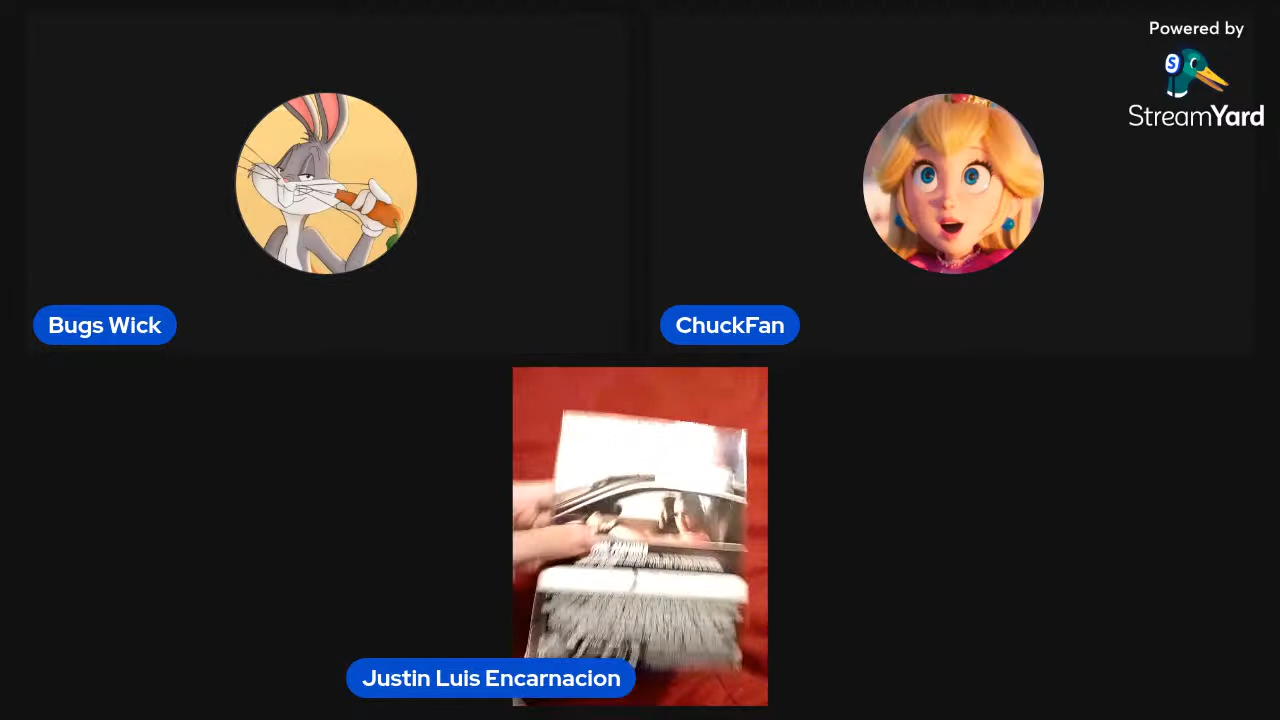 Powered by
S
StreamYard
Bugs Wick
ChuckFan
Justin Luis Encarnacion